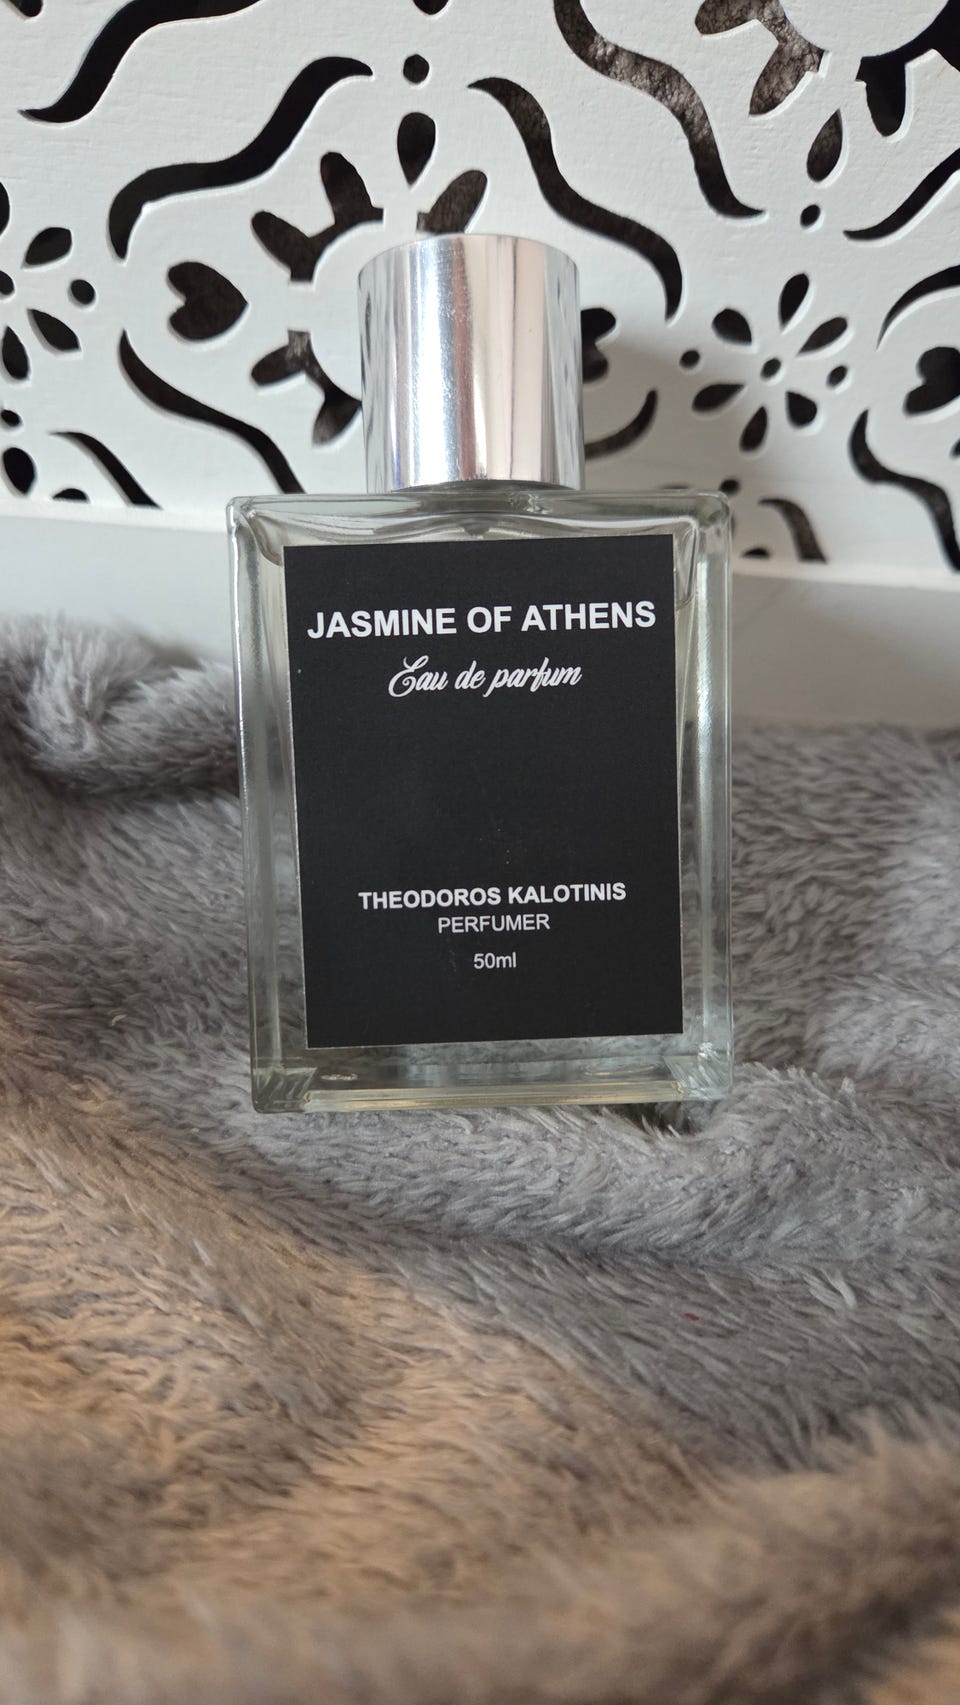 JASMINE OF ATHENS
Eau de parfum
THEODOROS KALOTINIS
PERFUMER
50ml